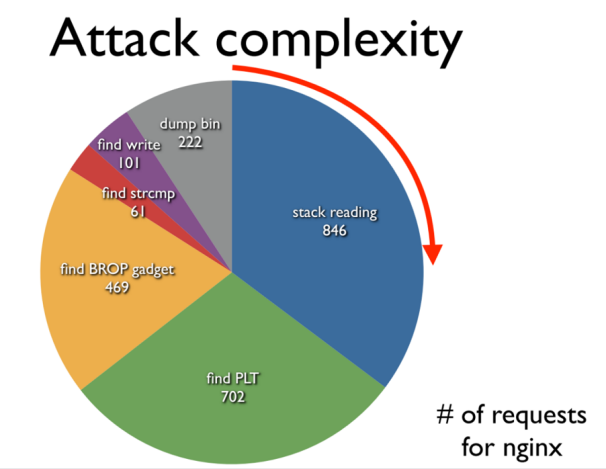 Attack complexity
dump bin
222
find write
101
find strcmp
61
stack reading
846
find BROP gadget
469
find PLT
702
# of requests
for nginx